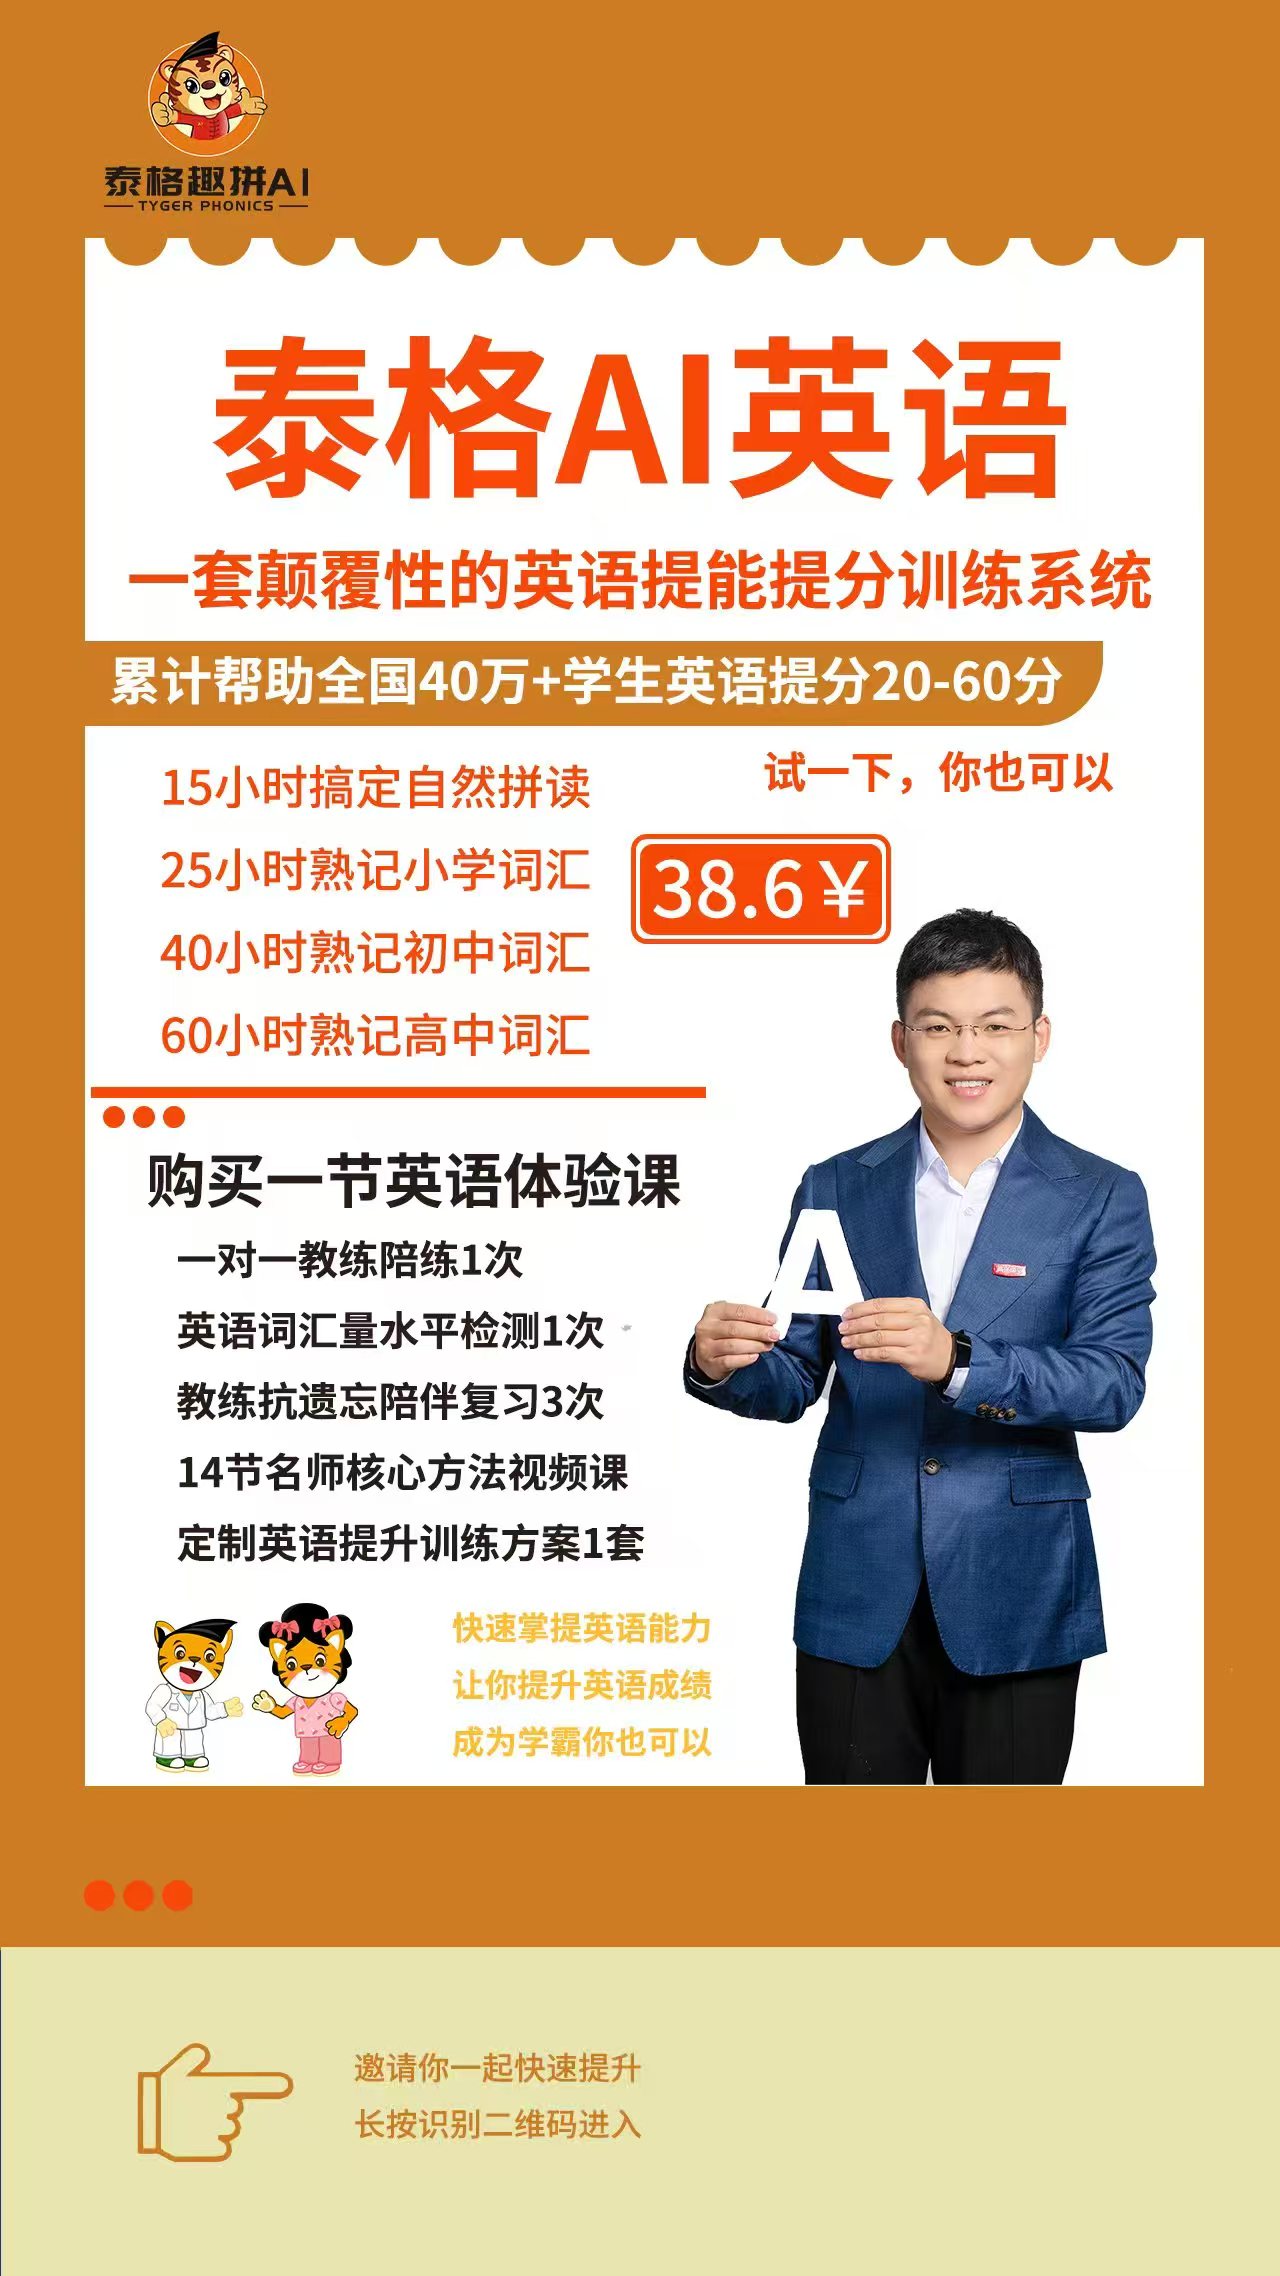 泰格趣拼AI
TYGER PHONICS
泰格AI英语
一套颠覆性的英语提能提分训练系统
累计帮助全国40万+学生英语提分20-60分
试一下，你也可以
15小时搞定自然拼读
25小时熟记小学词汇
38.6￥
40小时熟记初中词汇
60小时熟记高中词汇
购买一节英语体验课
一对一教练陪练1次
英语词汇量水平检测1次
教练抗遗忘陪伴复习3次
14节名师核心方法视频课
定制英语提升训练方案1套
A
快速掌提英语能力
让你提升英语成绩
成为学霸你也可以
邀请你一起快速提升
长按识别二维码进入